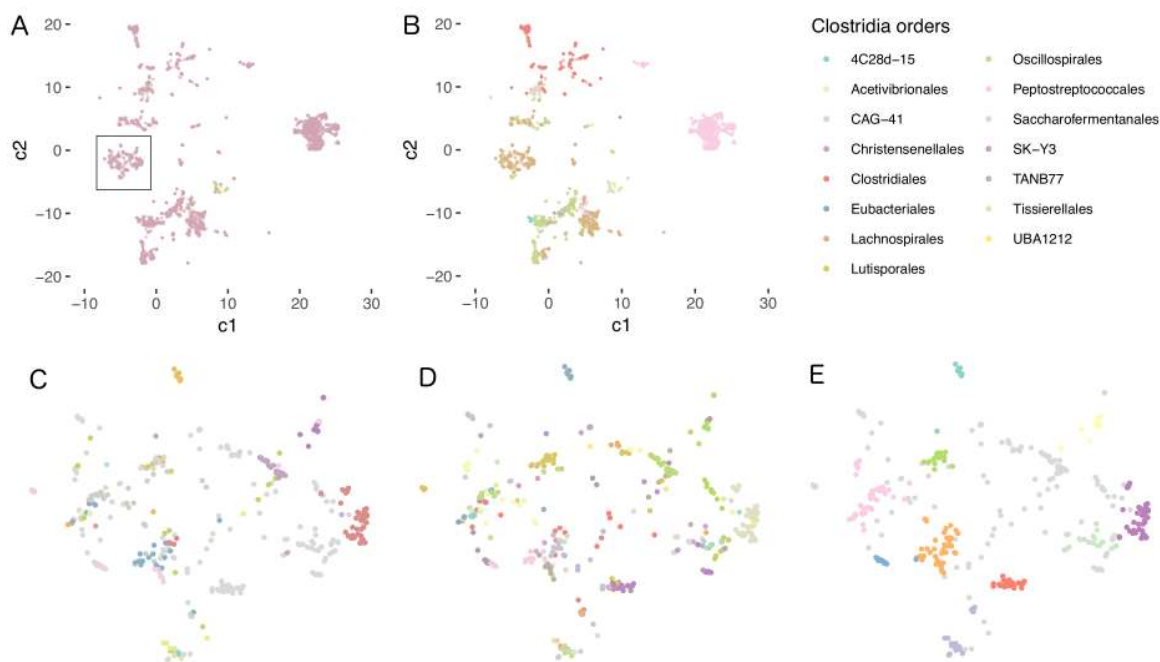 A
20
10
0
−10
−20
c2
−10
0
10
20
30
c1
B
20
10
0
−10
−20
c2
−10
0
10
20
30
c1
Clostridia orders
4C28d−15
Acetivibrionales
CAG−41
Christensenellales
Clostridiales
Eubacteriales
Lachnospirales
Lutisporales
Oscillospirales
Peptostreptococcales
Saccharofermentanales
SK−Y3
TANB77
Tissierellales
UBA1212
C
D
E